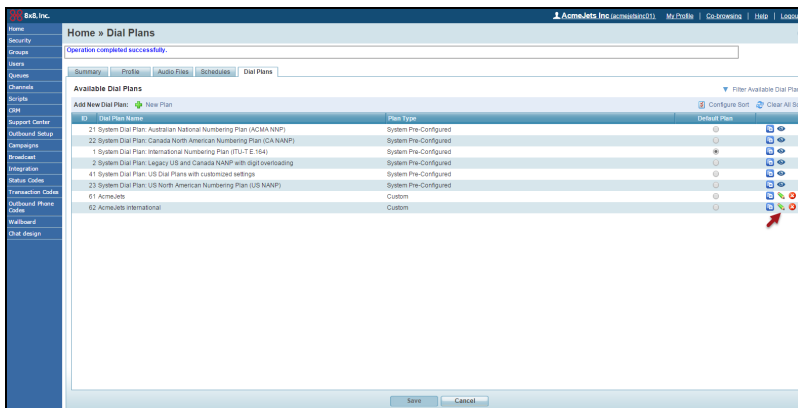 8x8, Inc.
AcmeJets Inc (acmejetsinc01) My Profile | Co-browsing | Help | Logou
Home
Security
Groups
Users
Queues
Channels
Scripts
CRM
Support Center
Outbound Setup
Campaigns
Broadcast
Integration
Status Codes
Transaction Codes
Outbound Phone
Codes
Wallboard
Chat design
Home » Dial Plans
Operation completed successfully.
Summary Profile Audio Files Schedules Dial Plans
Available Dial Plans Filter Available Dial Plan
Add New Dial Plan: New Plan Configure Sort Clear All So
ID Dial Plan Name Plan Type Default Plan
21 System Dial Plan: Australian National Numbering Plan (ACMA NNP) System Pre-Configured
22 System Dial Plan: Canada North American Numbering Plan (CA NANP) System Pre-Configured
1 System Dial Plan: International Numbering Plan (ITU-T E.164) System Pre-Configured
2 System Dial Plan: Legacy US and Canada NANP with digit overloading System Pre-Configured
41 System Dial Plan: US Dial Plans with customized settings System Pre-Configured
23 System Dial Plan: US North American Numbering Plan (US NANP) System Pre-Configured
61 AcmeJets Custom
62 AcmeJets International Custom
Save Cancel